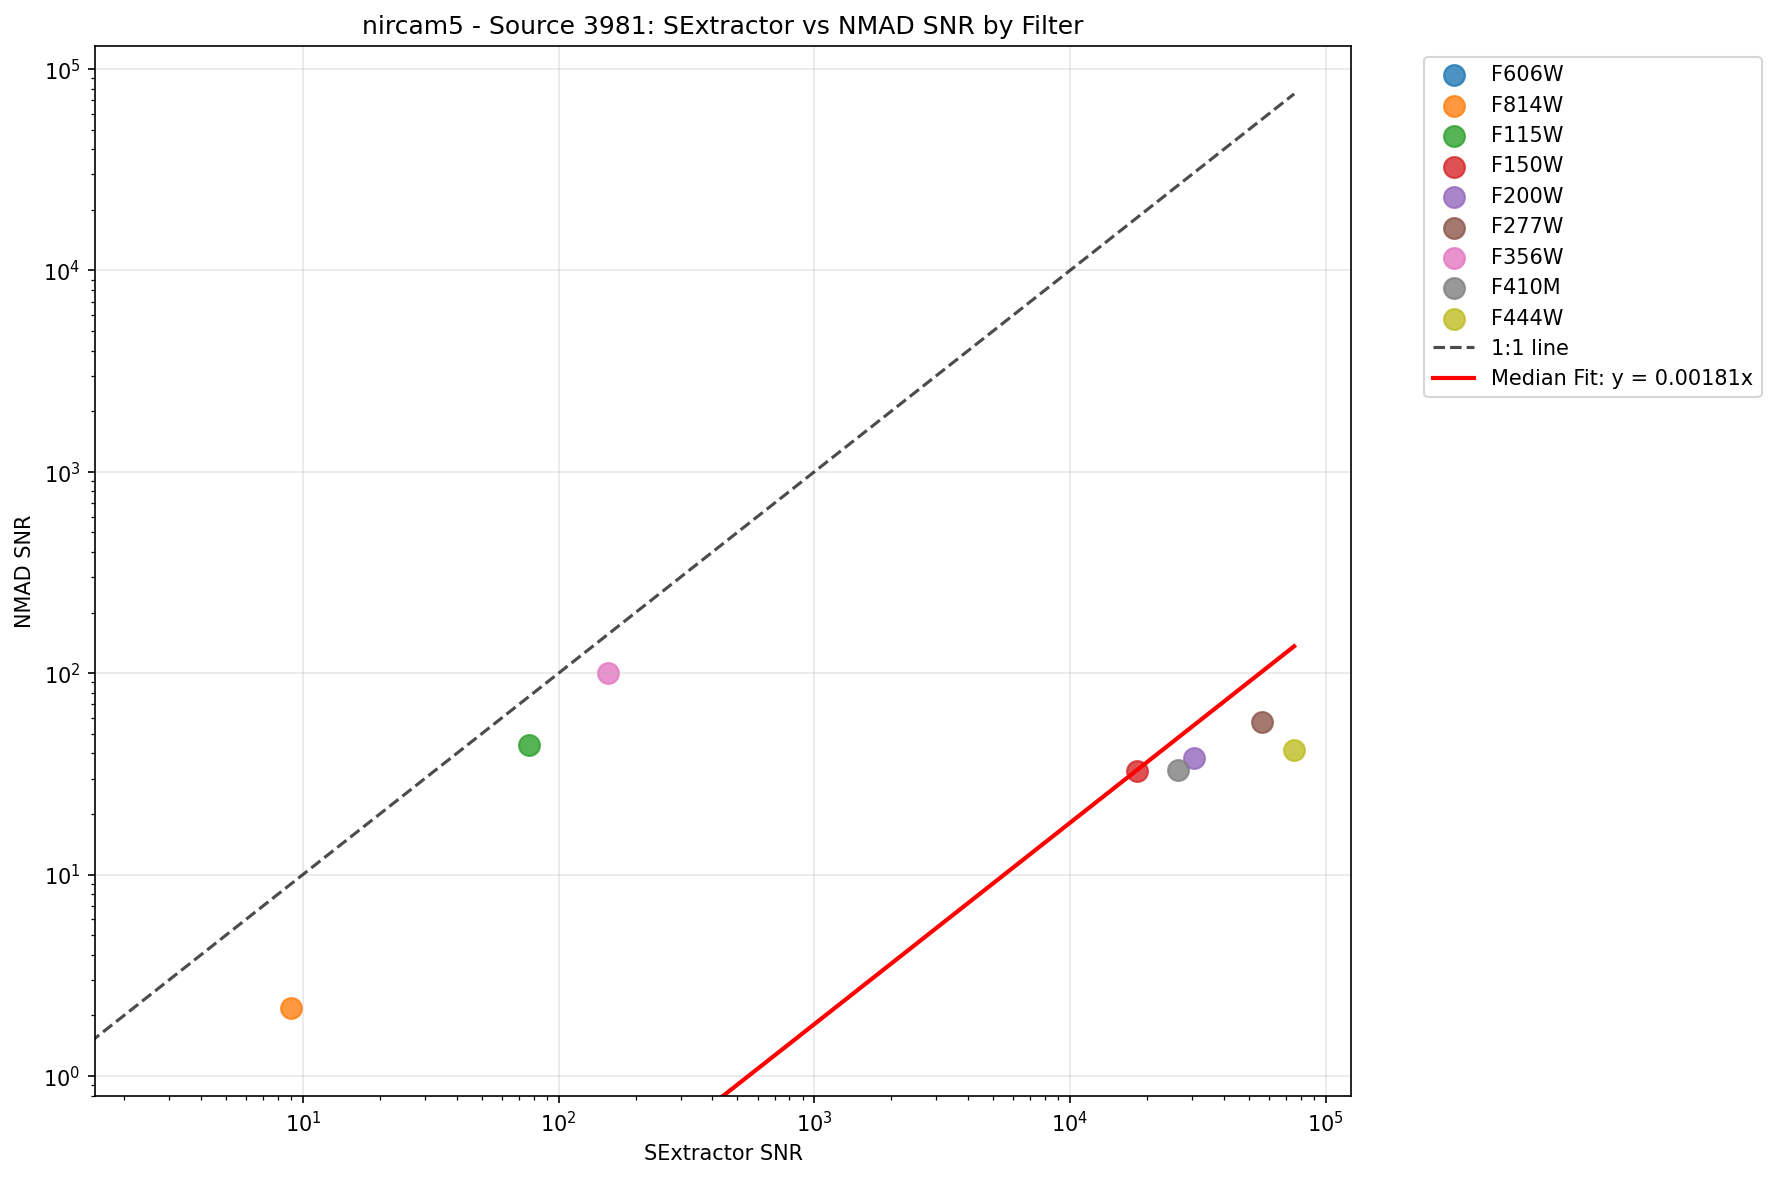 nircam5 - Source 3981: SExtractor vs NMAD SNR by Filter
10^5
10^4
10^3
10^2
10^1
10^0
NMAD SNR
10^1
10^2
10^3
10^4
10^5
SExtractor SNR
F606W
F814W
F115W
F150W
F200W
F277W
F356W
F410M
F444W
1:1 line
Median Fit: y = 0.00181x